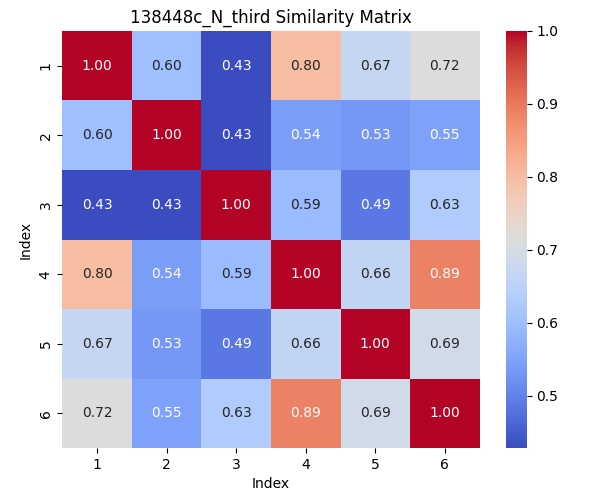 138448c_N_third Similarity Matrix
1 1.00 0.60 0.43 0.80 0.67 0.72
2 0.60 1.00 0.43 0.54 0.53 0.55
3 0.43 0.43 1.00 0.59 0.49 0.63
4 0.80 0.54 0.59 1.00 0.66 0.89
5 0.67 0.53 0.49 0.66 1.00 0.69
6 0.72 0.55 0.63 0.89 0.69 1.00
1 2 3 4 5 6
Index
Index
1.0
0.9
0.8
0.7
0.6
0.5